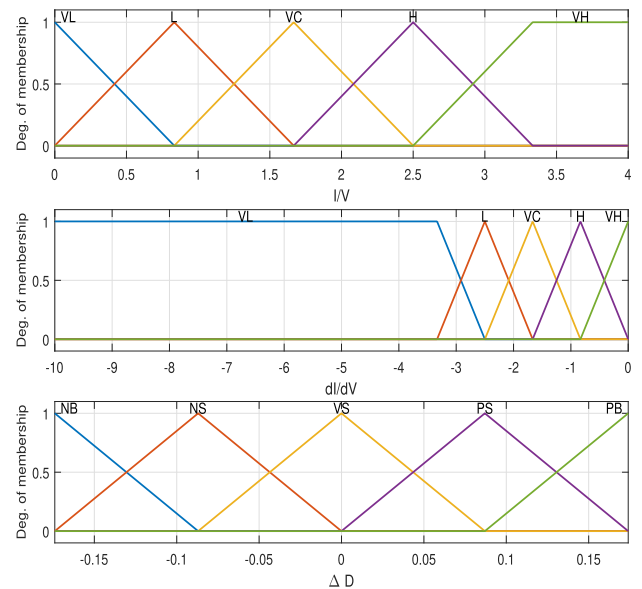 VL L VC H VH
1
0.5
0
Deg. of membership
0 0.5 1 1.5 2 2.5 3 3.5 4
I/V
VL L VC H VH
1
0.5
0
Deg. of membership
-10 -9 -8 -7 -6 -5 -4 -3 -2 -1 0
dI/dV
NB NS VS PS PB
1
0.5
0
Deg. of membership
-0.15 -0.1 -0.05 0 0.05 0.1 0.15
Δ D